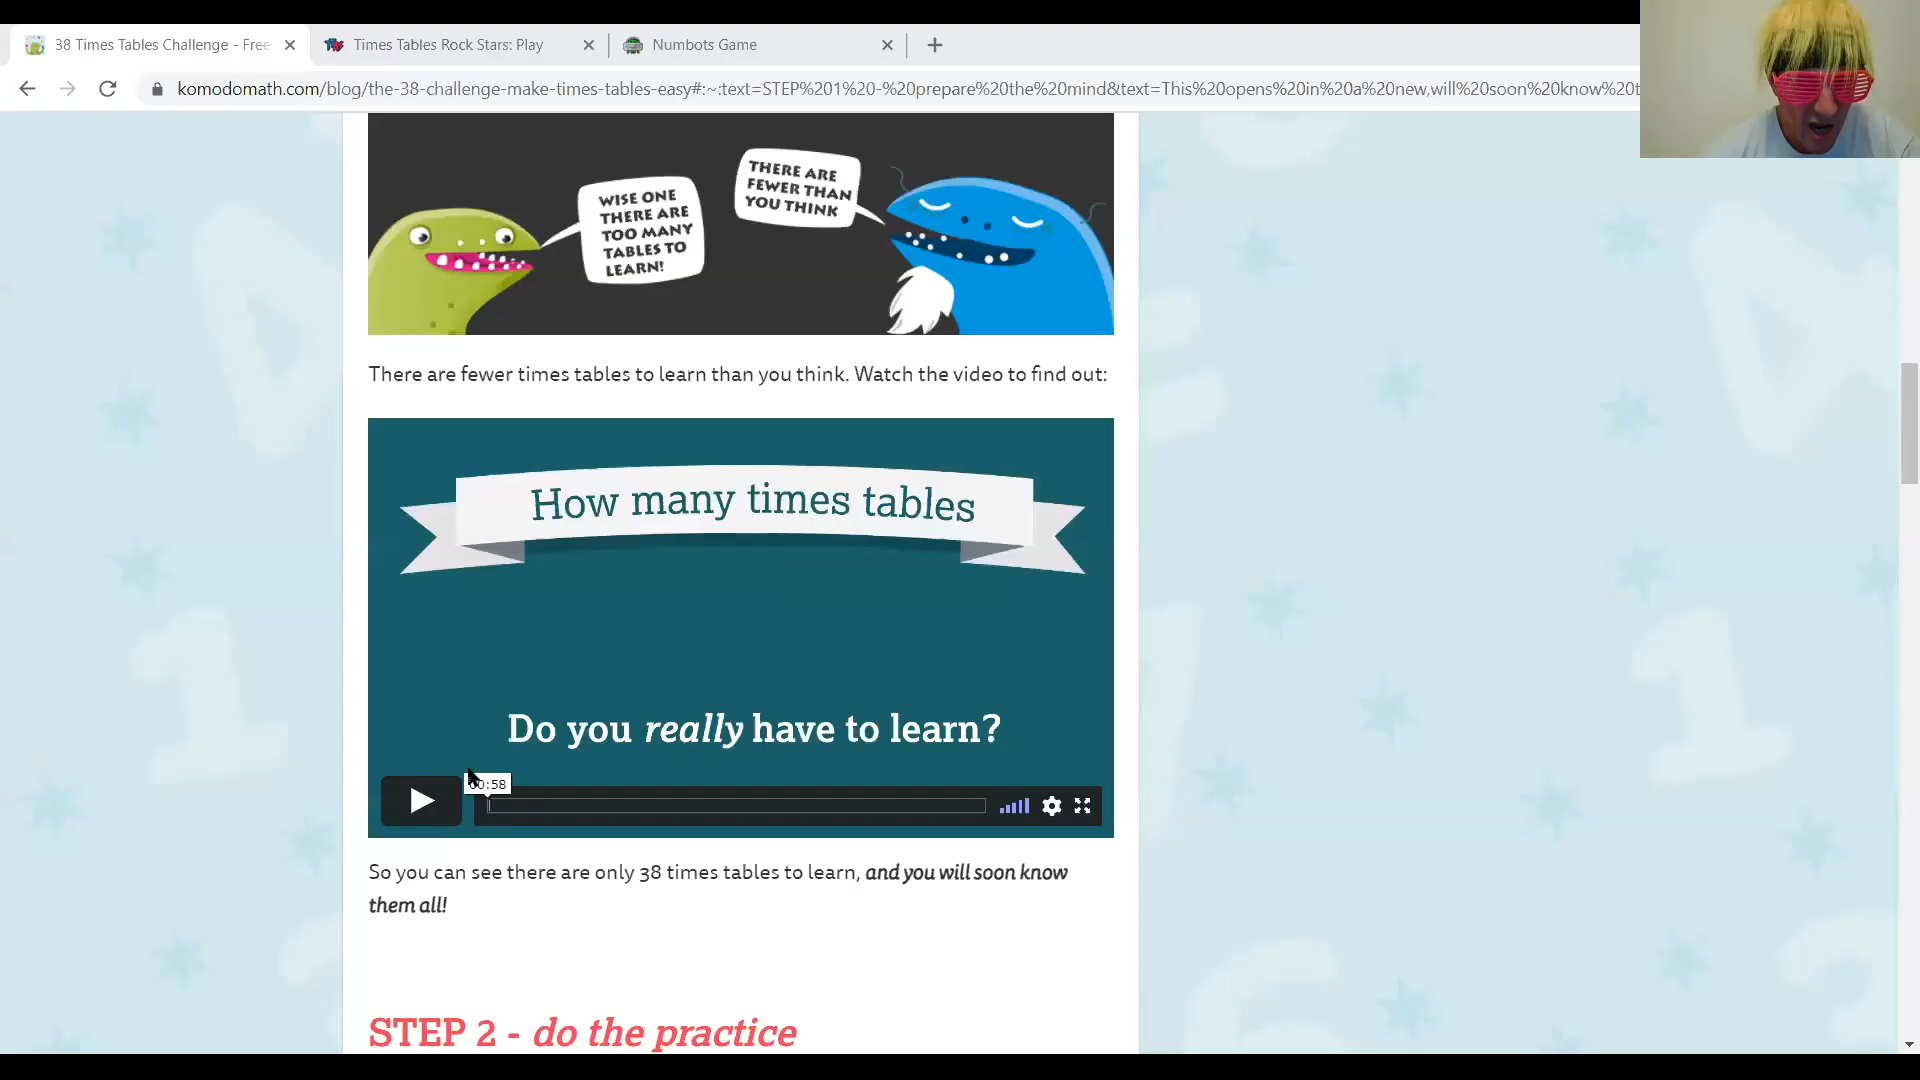 38 Times Tables Challenge - Free
Times Tables Rock Stars: Play
Numbots Game
komodomath.com/blog/the-38-challenge-make-times-tables-easy#:~:text=STEP%201%20-%20prepare%20the%20mind&text=This%20opens%20in%20a%20new,will%20soon%20know%20t
WISE ONE
THERE ARE
TOO MANY
TABLES TO
LEARN!
THERE ARE
FEWER THAN
YOU THINK
There are fewer times tables to learn than you think. Watch the video to find out:
How many times tables
Do you really have to learn?
00:58
So you can see there are only 38 times tables to learn, and you will soon know
them all!
STEP 2 - do the practice